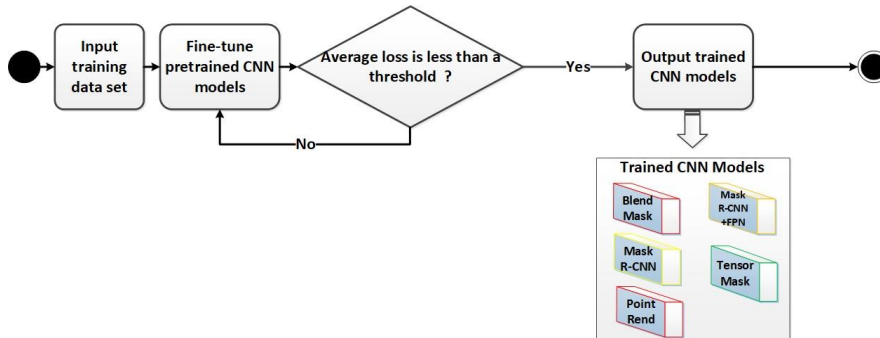 Input
training
data set
Fine-tune
pretrained CNN
models
Average loss is less than a
threshold ?
Yes
No
Output trained
CNN models
Trained CNN Models
Blend
Mask
Mask
R-CNN
+FPN
Mask
R-CNN
Tensor
Mask
Point
Rend